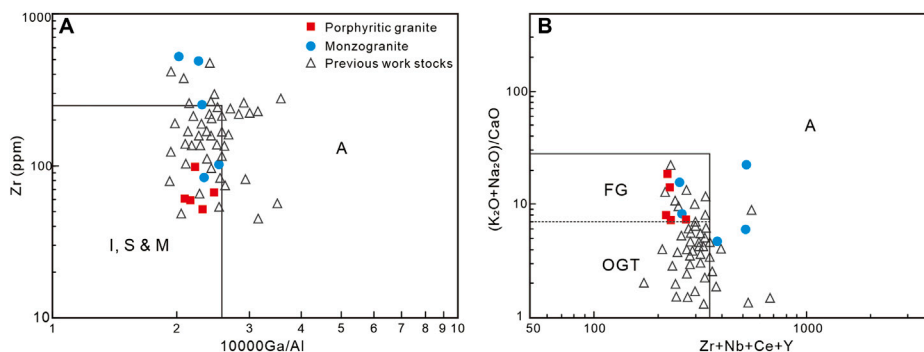 A
Porphyritic granite
Monzogranite
Previous work stocks
A
I, S & M
Zr (ppm)
1000
100
10
1 2 3 4 5 6 7 8 9 10
10000Ga/Al
B
A
FG
OGT
(K₂O+Na₂O)/CaO
1000
100
10
1
50 100 1000
Zr+Nb+Ce+Y